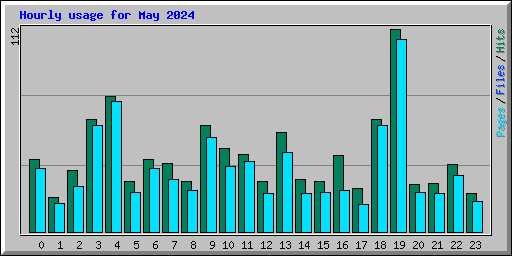 Hourly usage for May 2024
112
Pages / Files / Hits
0 1 2 3 4 5 6 7 8 9 10 11 12 13 14 15 16 17 18 19 20 21 22 23